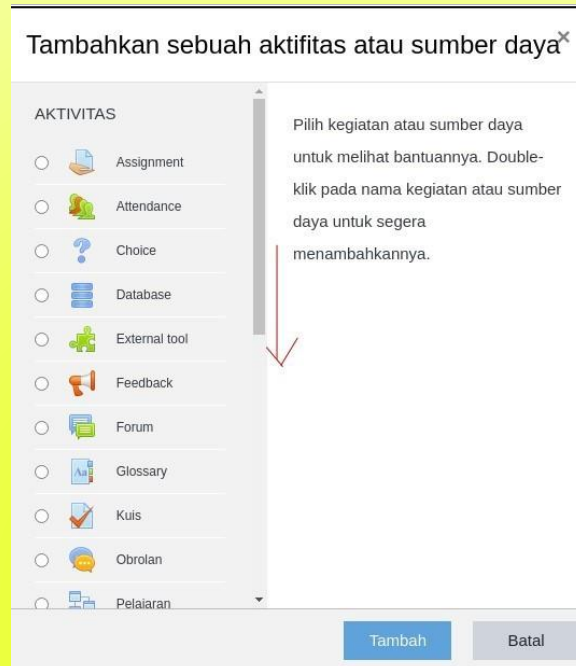 Tambahkan sebuah aktifitas atau sumber daya
×
AKTIVITAS
Assignment
Attendance
Choice
Database
External tool
Feedback
Forum
Glossary
Kuis
Obrolan
Pelajaran
Pilih kegiatan atau sumber daya
untuk melihat bantuannya. Double-
klik pada nama kegiatan atau sumber
daya untuk segera
menambahkannya.
Tambah
Batal